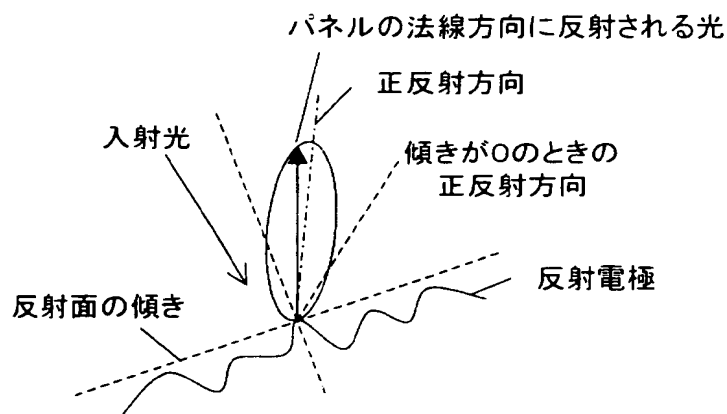 パネルの法線方向に反射される光
正反射方向
入射光
傾きが0のときの
正反射方向
反射電極
反射面の傾き